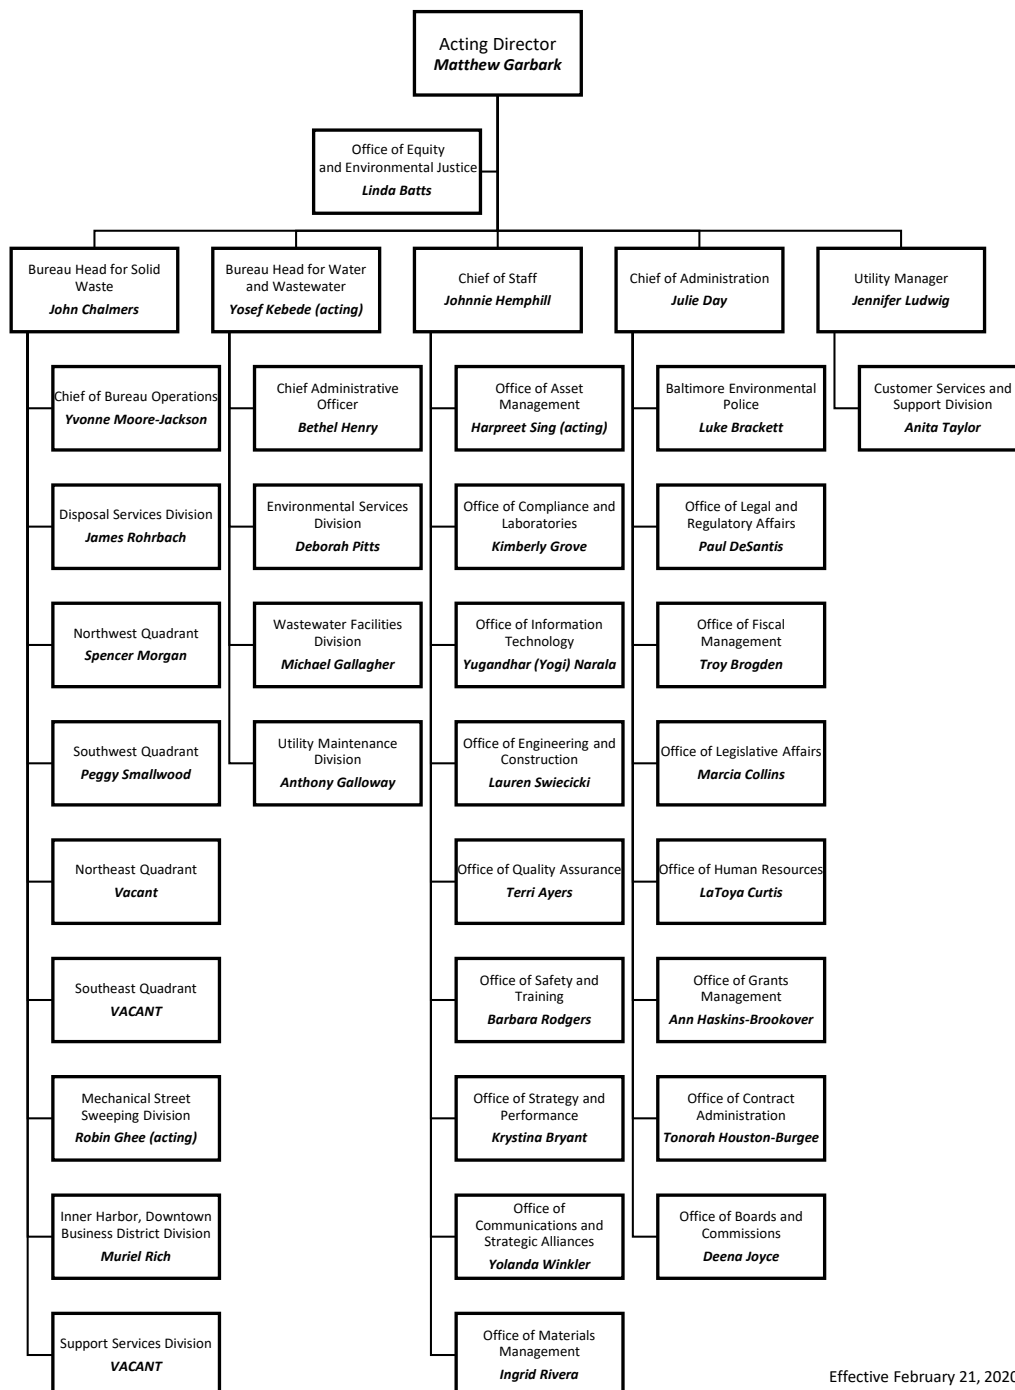 Acting Director
Matthew Garbark
Office of Equity
and Environmental Justice
Linda Batts
Bureau Head for Solid
Waste
John Chalmers
Bureau Head for Water
and Wastewater
Yosef Kebede (acting)
Chief of Staff
Johnnie Hemphill
Chief of Administration
Julie Day
Utility Manager
Jennifer Ludwig
Chief of Bureau Operations
Yvonne Moore-Jackson
Disposal Services Division
James Rohrbach
Northwest Quadrant
Spencer Morgan
Southwest Quadrant
Peggy Smallwood
Northeast Quadrant
Vacant
Southeast Quadrant
VACANT
Mechanical Street
Sweeping Division
Robin Ghee (acting)
Inner Harbor, Downtown
Business District Division
Muriel Rich
Support Services Division
VACANT
Chief Administrative
Officer
Bethel Henry
Environmental Services
Division
Deborah Pitts
Wastewater Facilities
Division
Michael Gallagher
Utility Maintenance
Division
Anthony Galloway
Office of Asset
Management
Harpreet Sing (acting)
Office of Compliance and
Laboratories
Kimberly Grove
Office of Information
Technology
Yugandhar (Yogi) Narala
Office of Engineering and
Construction
Lauren Swiecicki
Office of Quality Assurance
Terri Ayers
Office of Safety and
Training
Barbara Rodgers
Office of Strategy and
Performance
Krystina Bryant
Office of
Communications and
Strategic Alliances
Yolanda Winkler
Office of Materials
Management
Ingrid Rivera
Baltimore Environmental
Police
Luke Brackett
Office of Legal and
Regulatory Affairs
Paul DeSantis
Office of Fiscal
Management
Troy Brogden
Office of Legislative Affairs
Marcia Collins
Office of Human Resources
LaToya Curtis
Office of Grants
Management
Ann Haskins-Brookover
Office of Contract
Administration
Tonorah Houston-Burgee
Office of Boards and
Commissions
Deena Joyce
Customer Services and
Support Division
Anita Taylor
Effective February 21, 2020